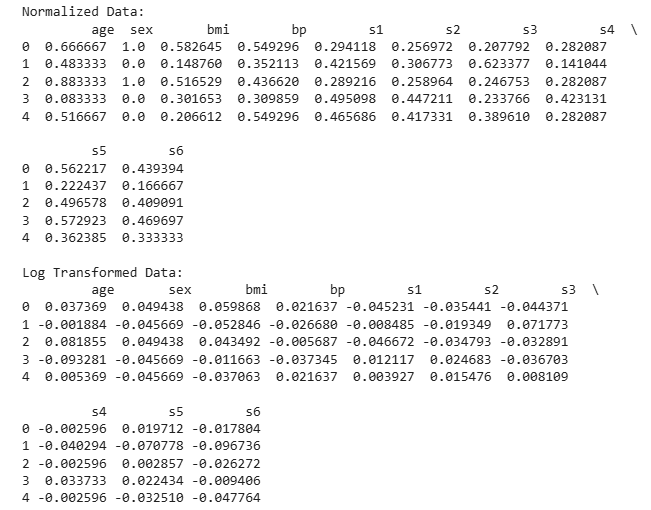 Normalized Data:
age sex bmi bp s1 s2 s3 s4 \
0 0.666667 1.0 0.582645 0.549296 0.294118 0.256972 0.207792 0.282087
1 0.483333 0.0 0.148760 0.352113 0.421569 0.306773 0.623377 0.141044
2 0.883333 1.0 0.516529 0.436620 0.289216 0.258964 0.246753 0.282087
3 0.083333 0.0 0.301653 0.309859 0.495098 0.447211 0.233766 0.423131
4 0.516667 0.0 0.206612 0.549296 0.465686 0.417331 0.389610 0.282087
s5 s6
0 0.562217 0.439394
1 0.222437 0.166667
2 0.496578 0.409091
3 0.572923 0.469697
4 0.362385 0.333333
Log Transformed Data:
age sex bmi bp s1 s2 s3 \
0 0.037369 0.049438 0.059868 0.021637 -0.045231 -0.035441 -0.044371
1 -0.001884 -0.045669 -0.052846 -0.026680 -0.008485 -0.019349 0.071773
2 0.081855 0.049438 0.043492 -0.005687 -0.046672 -0.034793 -0.032891
3 -0.093281 -0.045669 -0.011663 -0.037345 0.012117 0.024683 -0.036703
4 0.005369 -0.045669 -0.037063 0.021637 0.003927 0.015476 0.008109
s4 s5 s6
0 -0.002596 0.019712 -0.017804
1 -0.040294 -0.070778 -0.096736
2 -0.002596 0.002857 -0.026272
3 0.033733 0.022434 -0.009406
4 -0.002596 -0.032510 -0.047764